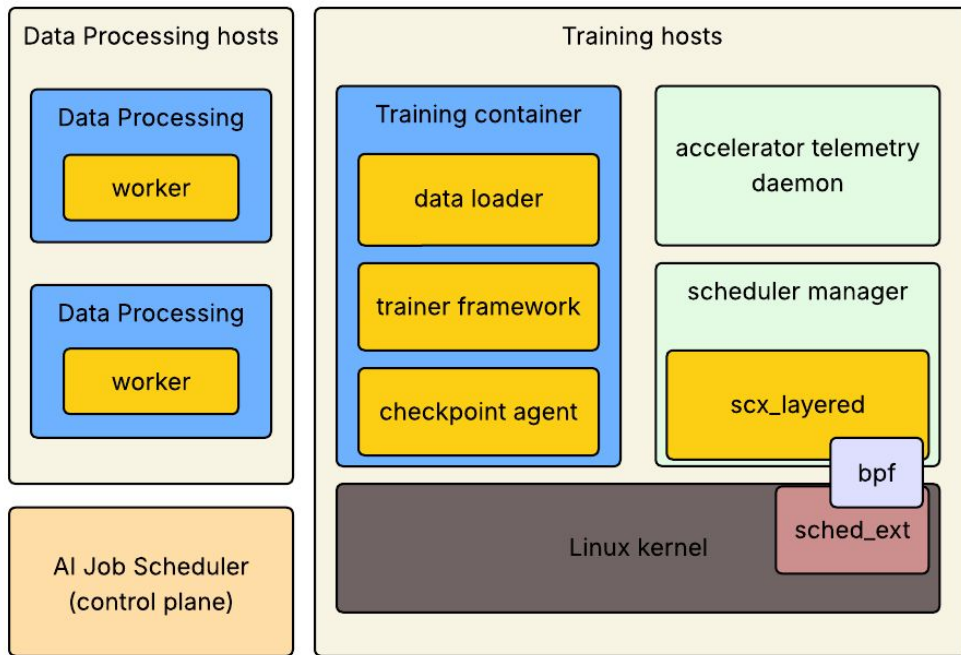 Data Processing hosts
Data Processing
worker
Data Processing
worker
AI Job Scheduler
(control plane)
Training hosts
Training container
data loader
trainer framework
checkpoint agent
accelerator telemetry
daemon
scheduler manager
scx_layered
bpf
sched_ext
Linux kernel